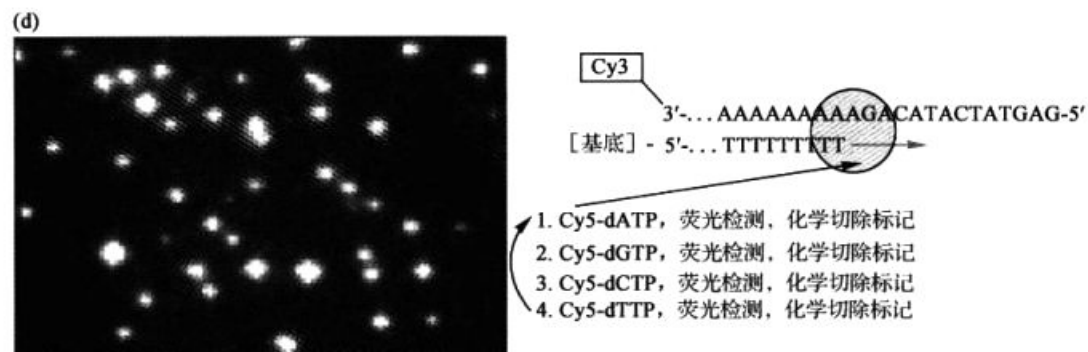 (d)
Cy3
3'-...AAAAAAAAAAGACATACTATGAG-5'
[基底] - 5'-...TTTTTTTTTT
1. Cy5-dATP，荧光检测，化学切除标记
2. Cy5-dGTP，荧光检测，化学切除标记
3. Cy5-dCTP，荧光检测，化学切除标记
4. Cy5-dTTP，荧光检测，化学切除标记